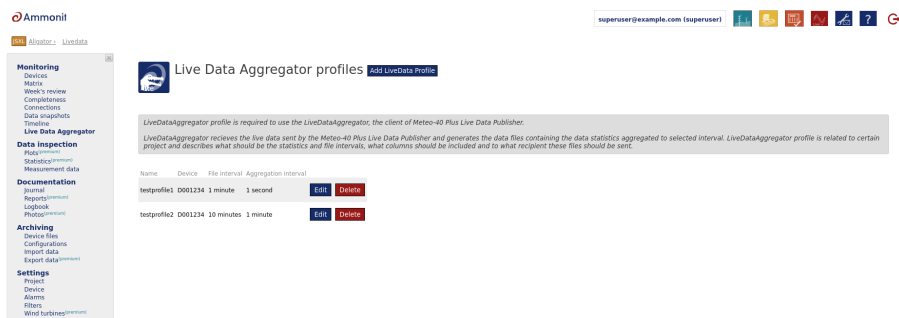 Ammonit
superuser@example.com (superuser)
?
(SX) Aligator › Livedata
Monitoring
Devices
Matrix
Week's review
Completeness
Connections
Data snapshots
Timeline
Live Data Aggregator
Data inspection
Plots(premium)
Statistics(premium)
Measurement data
Documentation
Journal
Reports(premium)
Logbook
Photos(premium)
Archiving
Device files
Configurations
Import data
Export data(premium)
Settings
Project
Device
Alarms
Filters
Wind turbines(premium)
Live Data Aggregator profiles Add LiveData Profile
LiveDataAggregator profile is required to use the LiveDataAggregator, the client of Meteo-40 Plus Live Data Publisher.
LiveDataAggregator recieves the live data sent by the Meteo-40 Plus Live Data Publisher and generates the data files containing the data statistics aggregated to selected interval. LiveDataAggregator profile is related to certain
project and describes what should be the statistics and file intervals, what columns should be included and to what recipient these files should be sent.
Name Device File interval Aggregation interval
testprofile1 D001234 1 minute 1 second Edit Delete
testprofile2 D001234 10 minutes 1 minute Edit Delete